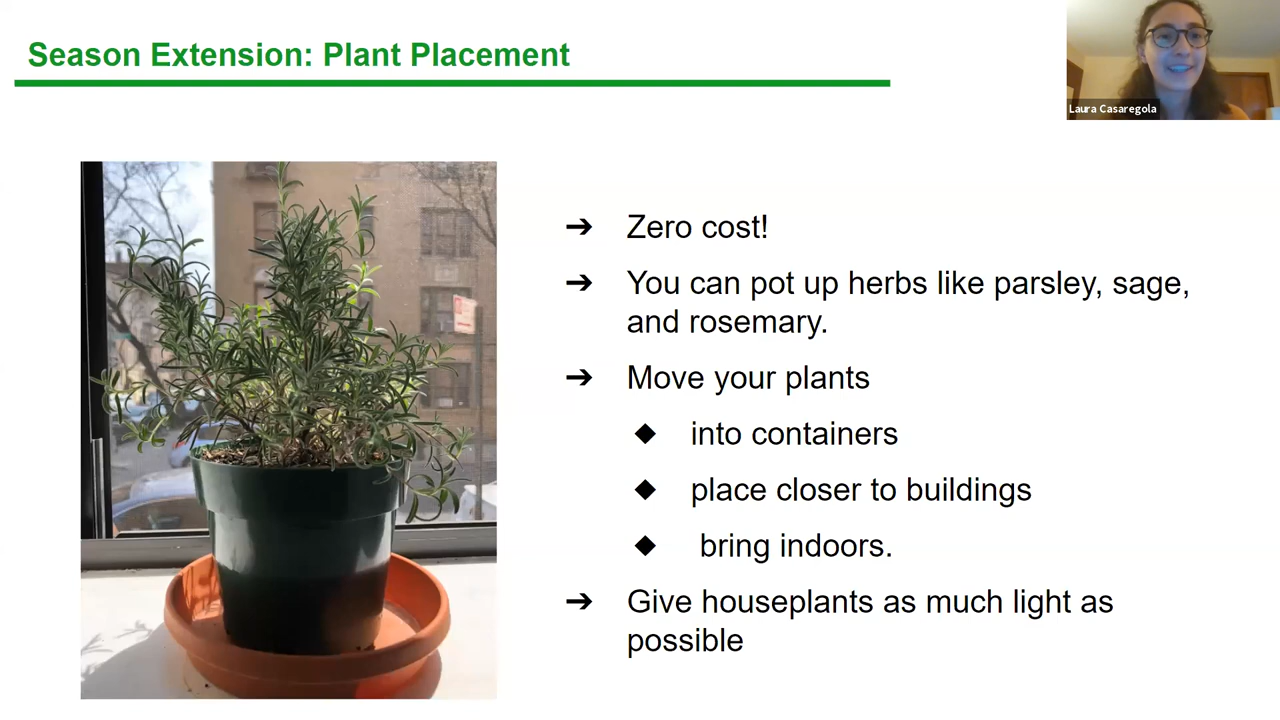 Season Extension: Plant Placement
Laura Casaregola
➔ Zero cost!
➔ You can pot up herbs like parsley, sage,
and rosemary.
➔ Move your plants
◆ into containers
◆ place closer to buildings
◆ bring indoors.
➔ Give houseplants as much light as
possible